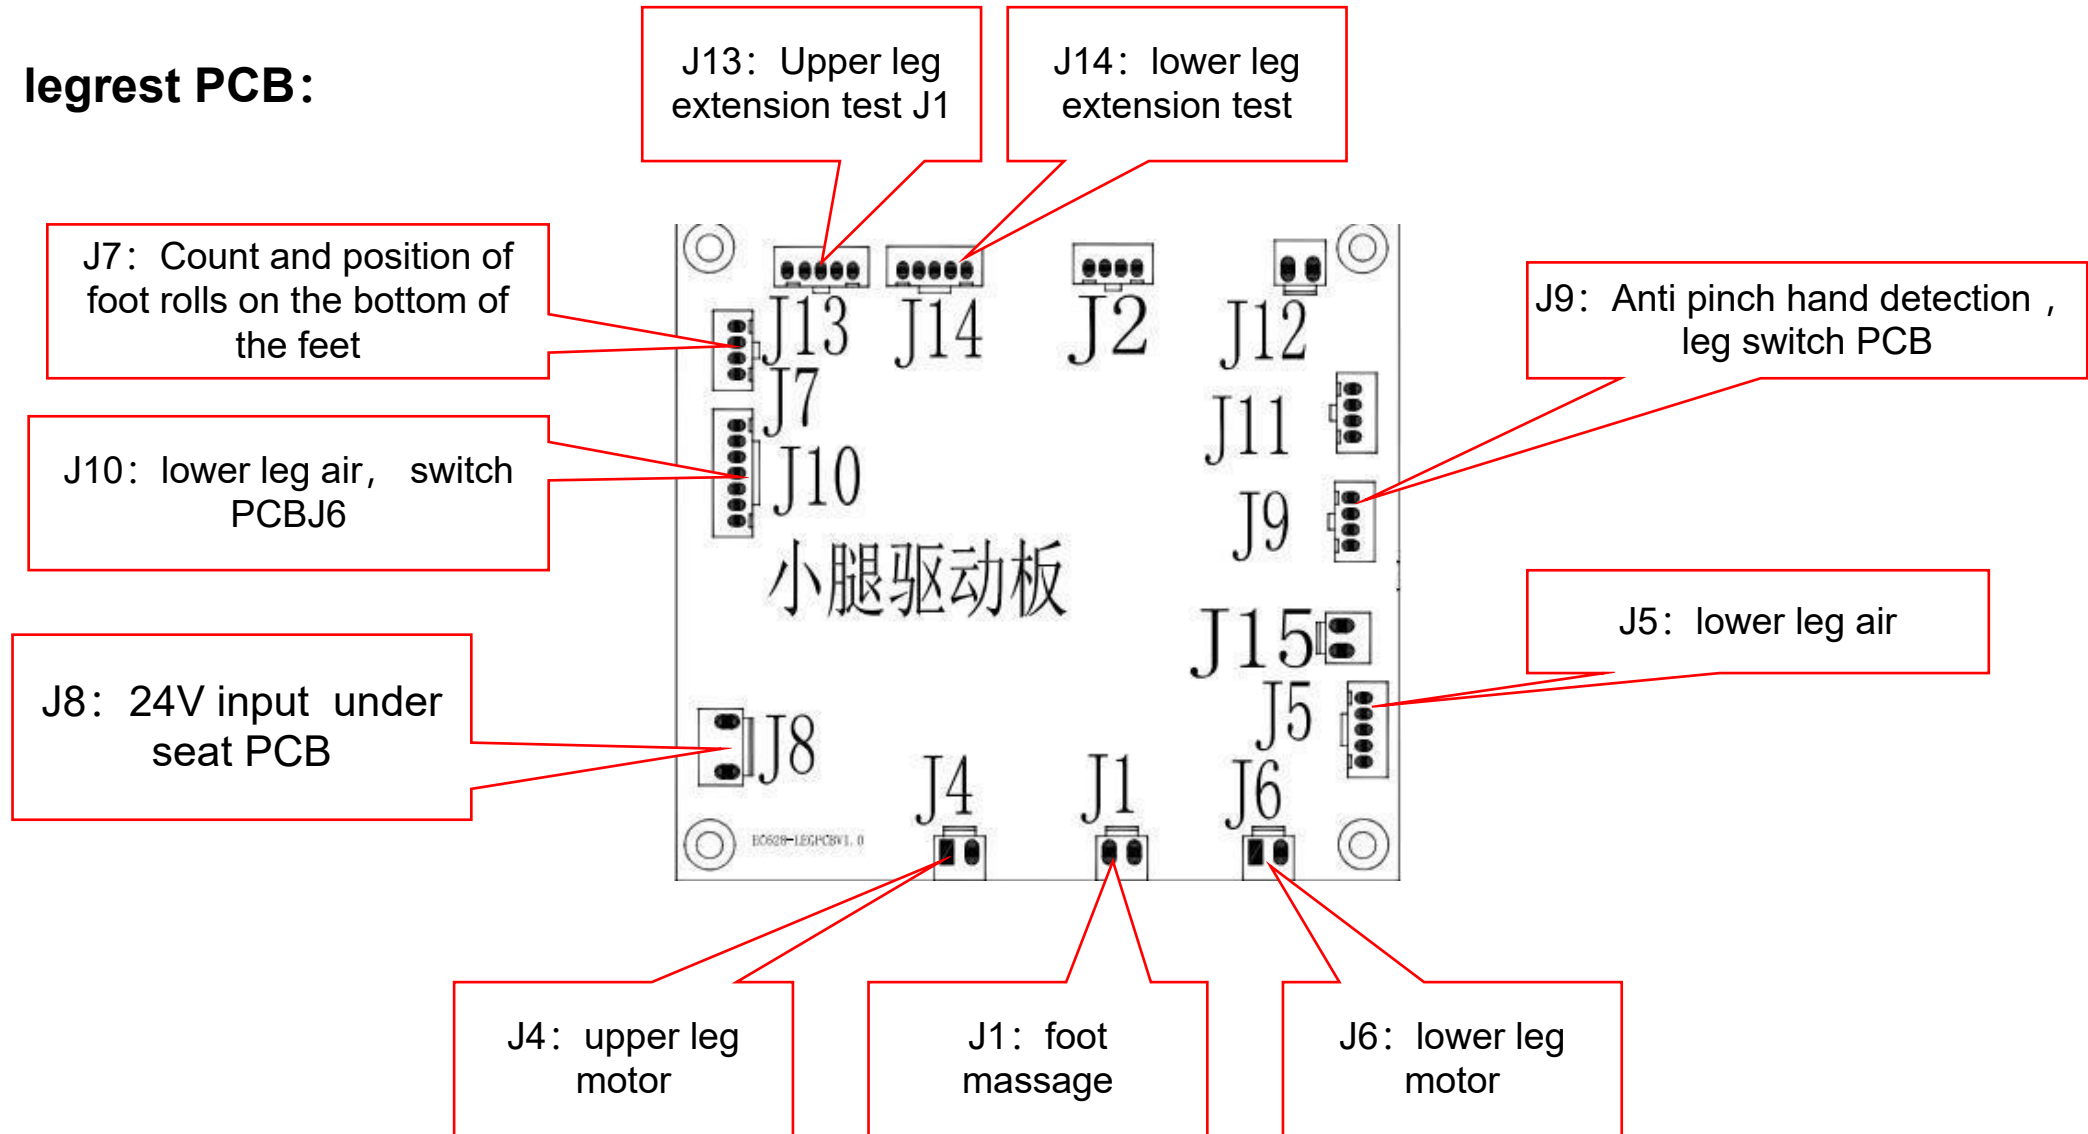 legrest PCB：
J13：Upper leg
extension test J1
J14：lower leg
extension test
J7：Count and position of
foot rolls on the bottom of
the feet
J9：Anti pinch hand detection，
leg switch PCB
J10：lower leg air， switch
PCBJ6
J5：lower leg air
J8：24V input under
seat PCB
J13
J14
J2
J12
J7
J11
J10
J9
小腿驱动板
J15
J5
J8
J4
J1
J6
EC628-LEGPCBV1.0
J4：upper leg
motor
J1：foot
massage
J6：lower leg
motor